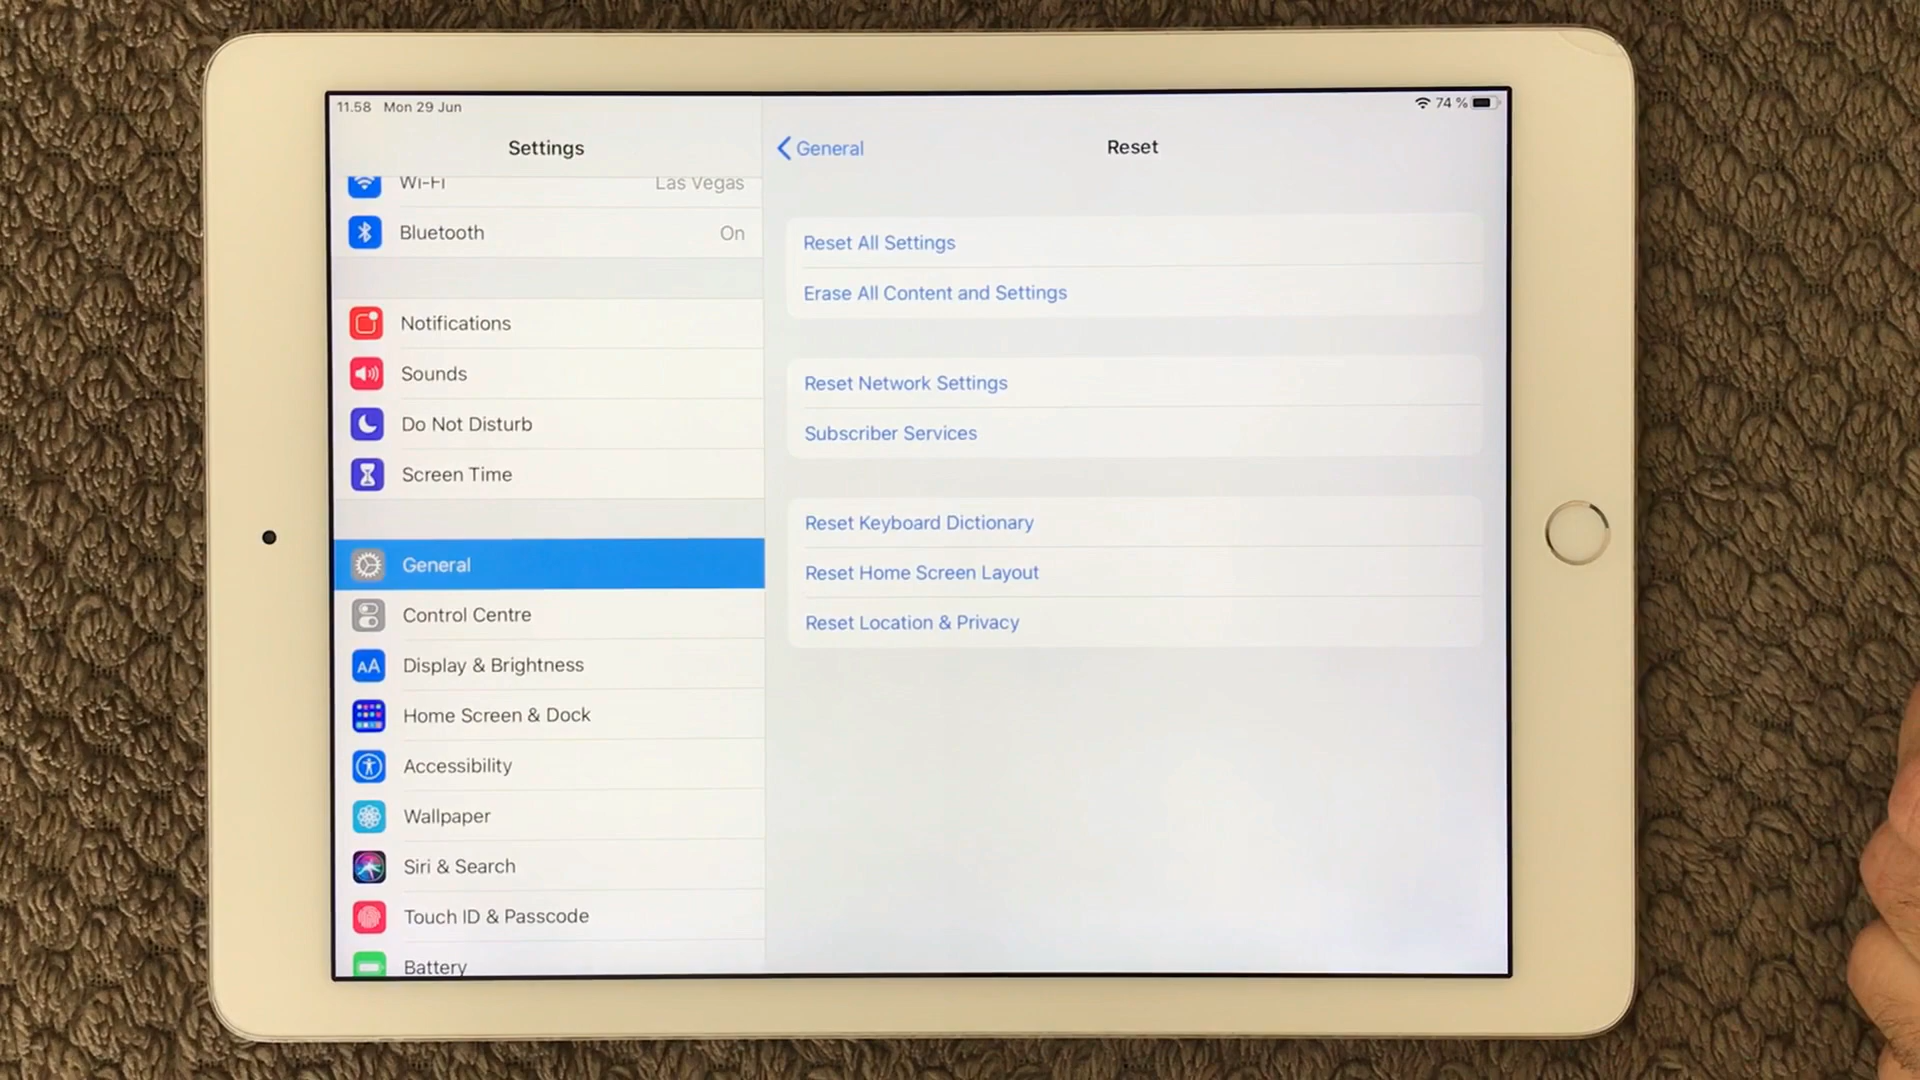 11.58 Mon 29 Jun
74 %
Settings
Wi-Fi Las Vegas
Bluetooth On
Notifications
Sounds
Do Not Disturb
Screen Time
General
Control Centre
AA Display & Brightness
Home Screen & Dock
Accessibility
Wallpaper
Siri & Search
Touch ID & Passcode
Battery
General
Reset
Reset All Settings
Erase All Content and Settings
Reset Network Settings
Subscriber Services
Reset Keyboard Dictionary
Reset Home Screen Layout
Reset Location & Privacy